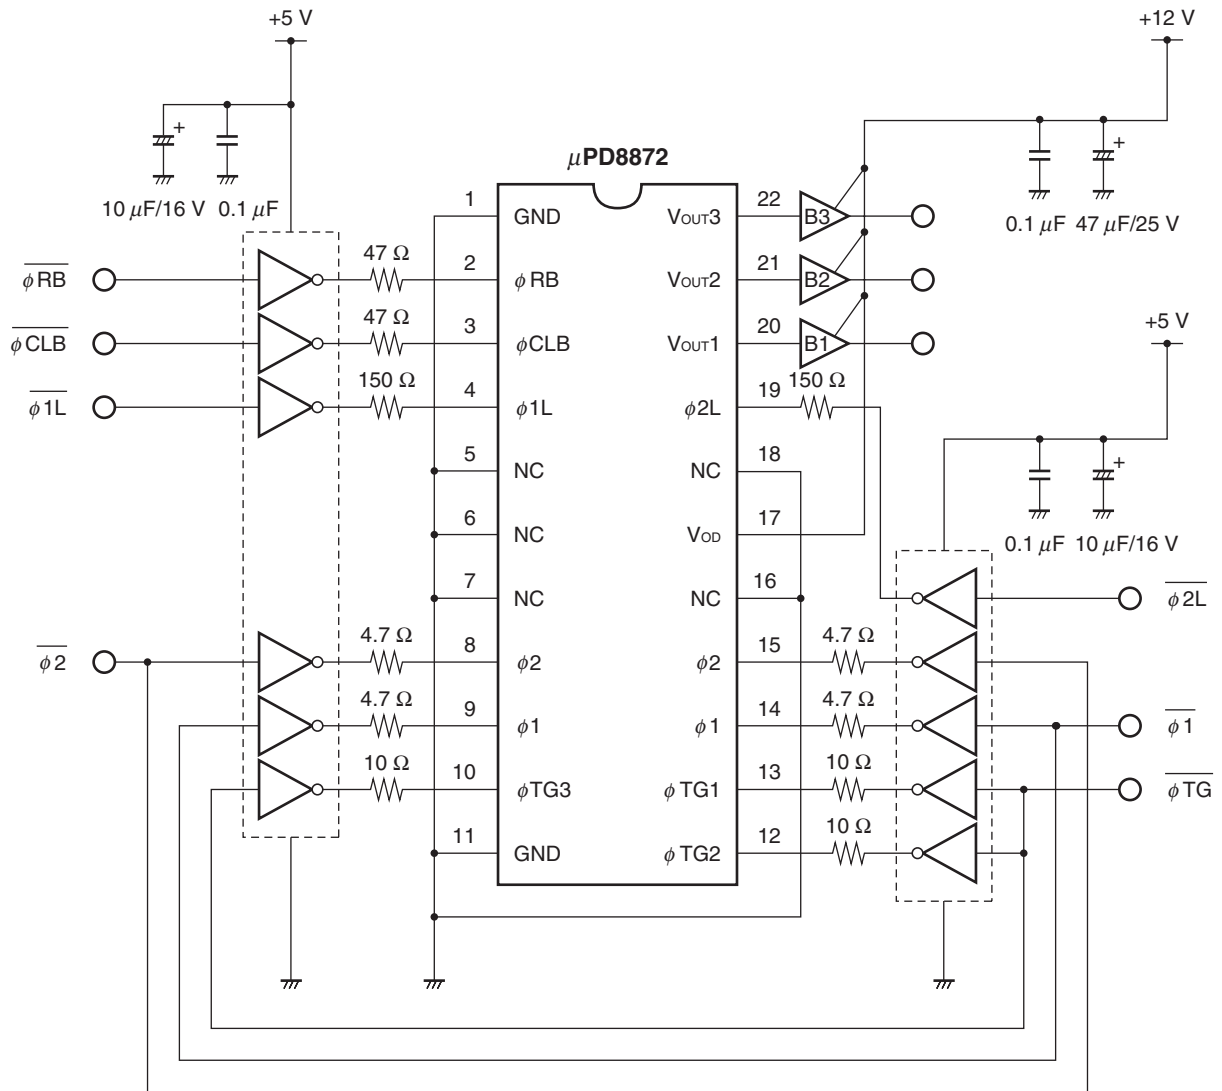 +5 V
+12 V
10 μF/16 V 0.1 μF
μPD8872
0.1 μF 47 μF/25 V
+5 V
0.1 μF 10 μF/16 V
φRB
47 Ω
2
φRB
φCLB
47 Ω
3
φCLB
φ1L
150 Ω
4
φ1L
1
GND
5
NC
6
NC
7
NC
φ2
4.7 Ω
8
φ2
4.7 Ω
9
φ1
10 Ω
10
φTG3
11
GND
VOUT3
22
B3
VOUT2
21
B2
VOUT1
20
B1
φ2L
19
150 Ω
φ2L
NC
18
VOD
17
NC
16
φ2
15
4.7 Ω
φ1
14
4.7 Ω
φ1
φTG1
13
10 Ω
φTG
φTG2
12
10 Ω